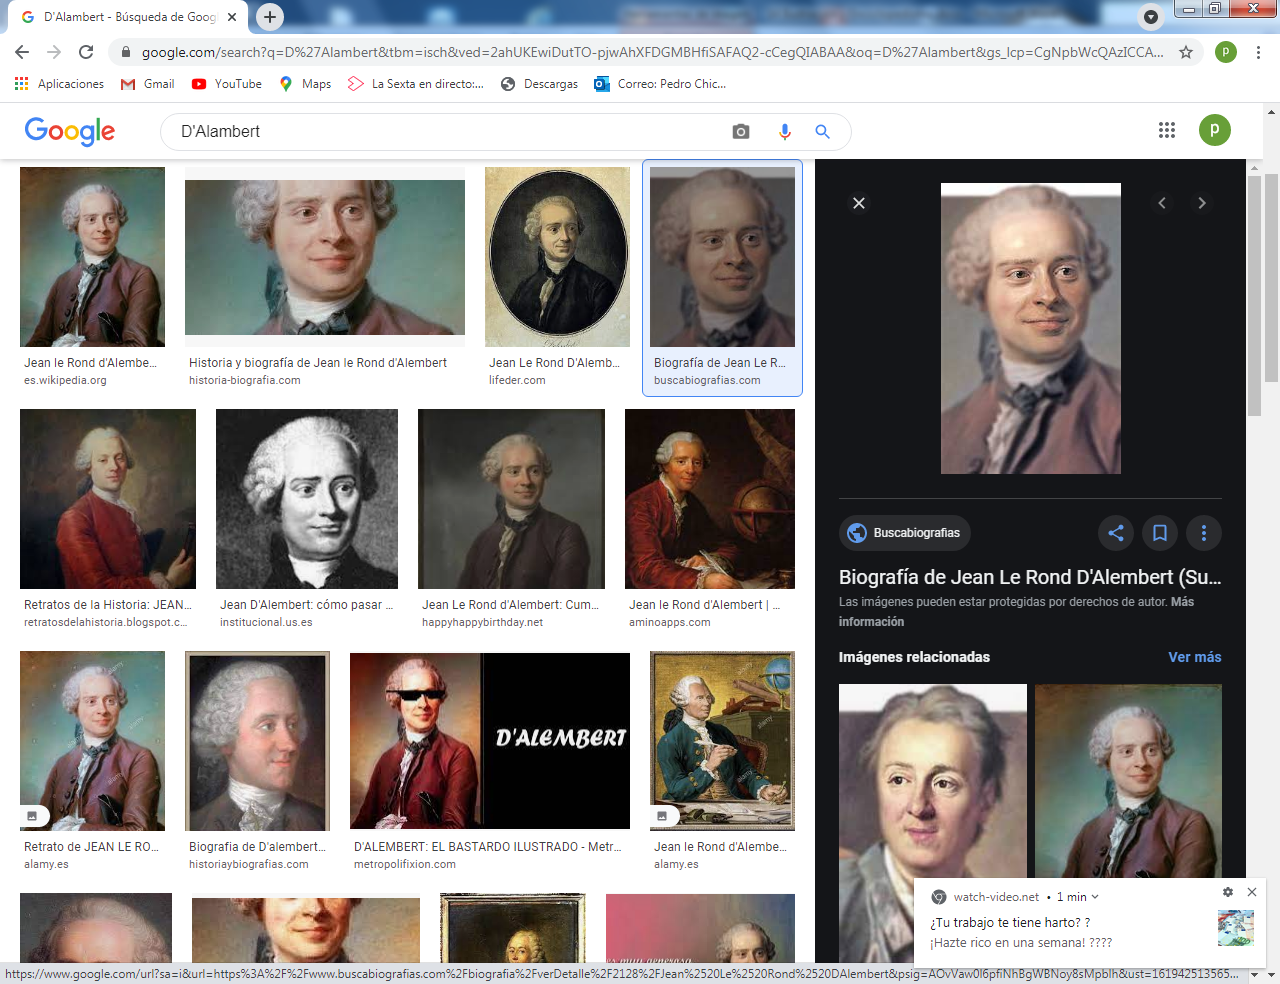 D'Alambert - Búsqueda de Goog
google.com/search?q=D%27Alambert&tbm=isch&ved=2ahUKEwiDutTO-pjwAhXFDGMBHfiSAFAQ2-cCegQIABAA&oq=D%27Alambert&gs_lcp=CgNpbWcQAzICCA...
p
Aplicaciones
Gmail
YouTube
Maps
La Sexta en directo:...
Descargas
Correo: Pedro Chic...
Google
D'Alambert
p
Jean le Rond d'Alembe...
es.wikipedia.org
Historia y biografía de Jean le Rond d'Alembert
historia-biografia.com
Jean Le Rond D'Alemb...
lifeder.com
Biografía de Jean Le R...
buscabiografias.com
Retratos de la Historia: JEAN...
retratosdelahistoria.blogspot.c...
Jean D'Alembert: cómo pasar ...
institucional.us.es
Jean Le Rond d'Alembert: Cum...
happyhappybirthday.net
Jean le Rond d'Alembert | ...
aminoapps.com
D'ALEMBERT
Retrato de JEAN LE RO...
alamy.es
Biografia de D'alembert...
historiaybiografias.com
D'ALEMBERT: EL BASTARDO ILUSTRADO - Metr...
metropolifixion.com
Jean le Rond d'Alembe...
alamy.es
Buscabiografias
Biografía de Jean Le Rond D'Alembert (Su...
Las imágenes pueden estar protegidas por derechos de autor. Más
información
Imágenes relacionadas
Ver más
watch-video.net • 1 min
¿Tu trabajo te tiene harto? ?
¡Hazte rico en una semana! ????
https://www.google.com/url?sa=i&url=https%3A%2F%2Fwww.buscabiografias.com%2Fbiografia%2FverDetalle%2F2128%2FJean%2520Le%2520Rond%2520DAlembert&psig=AOvVaw0l6pfiNhBgWBNoy8sMpbIh&ust=161942513565...